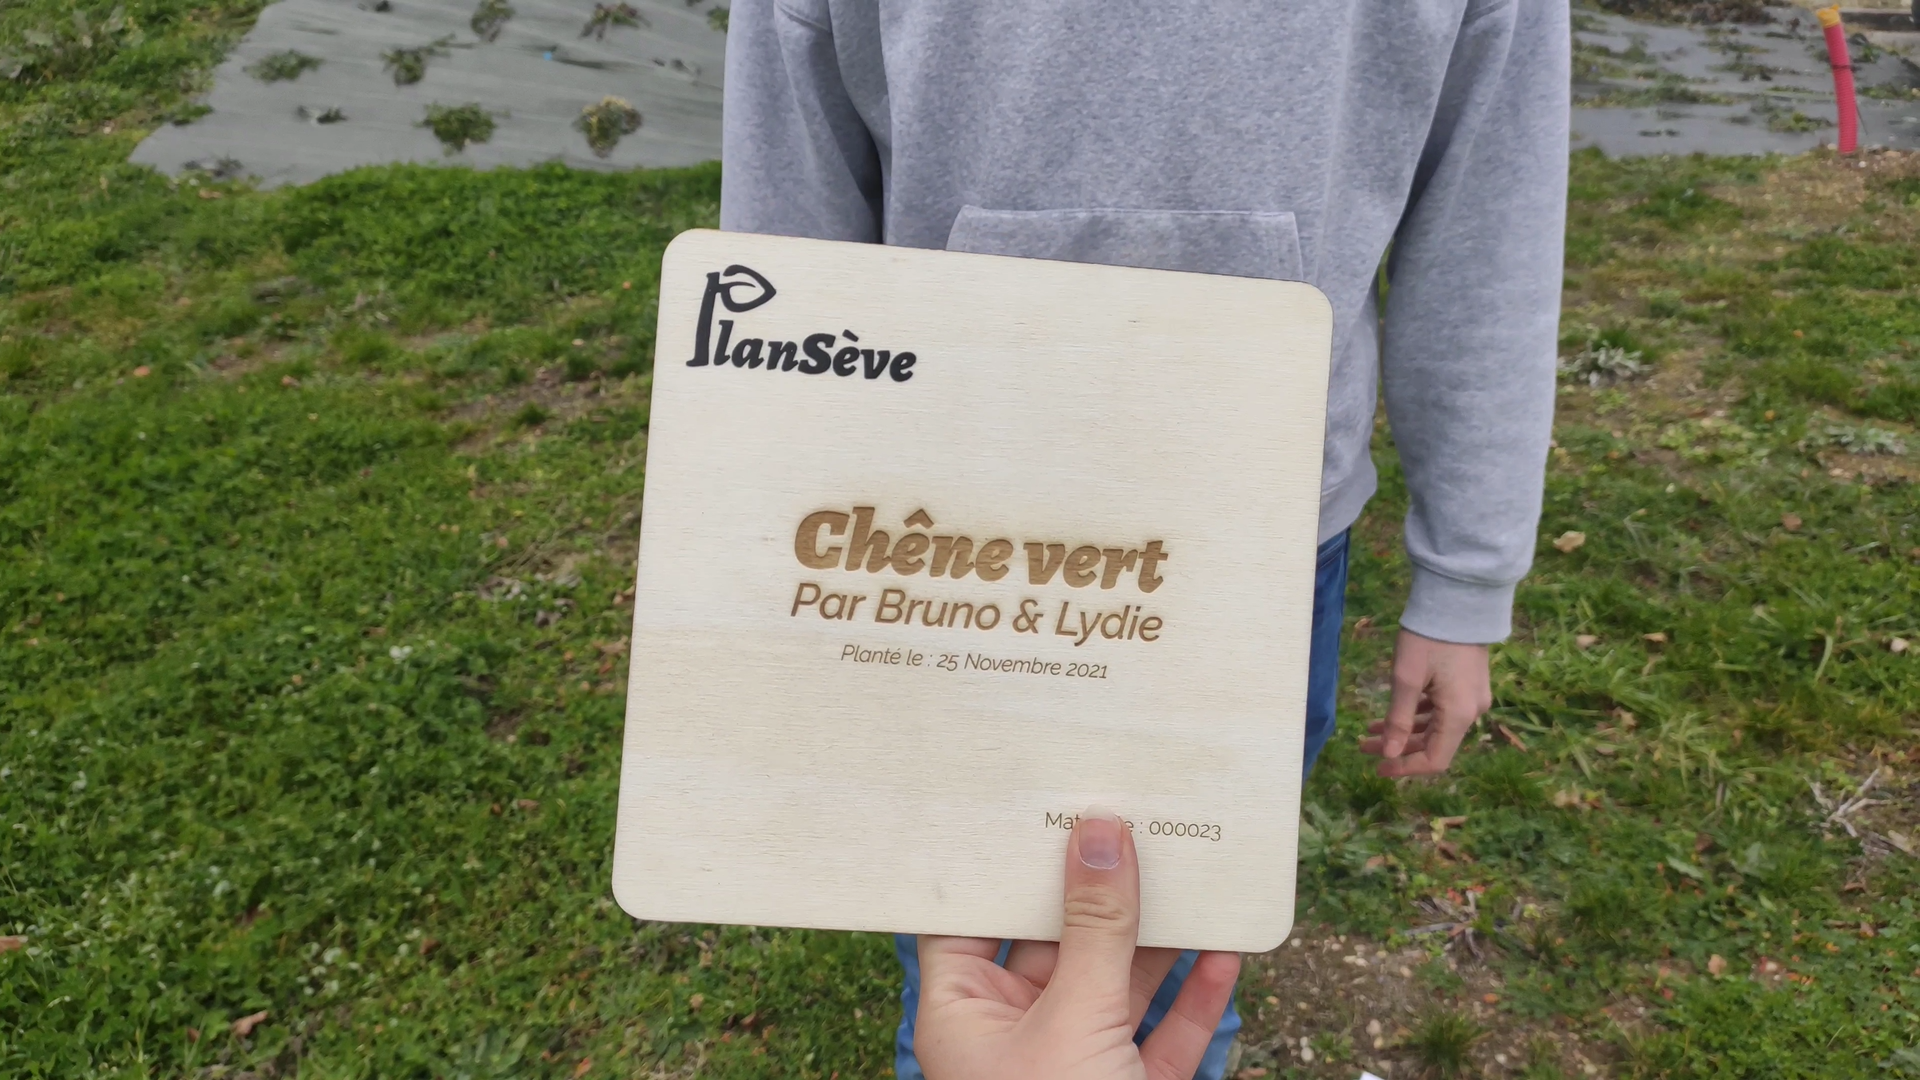 PlanSève
Chêne vert
Par Bruno & Lydie
Planté le : 25 Novembre 2021
: 000023